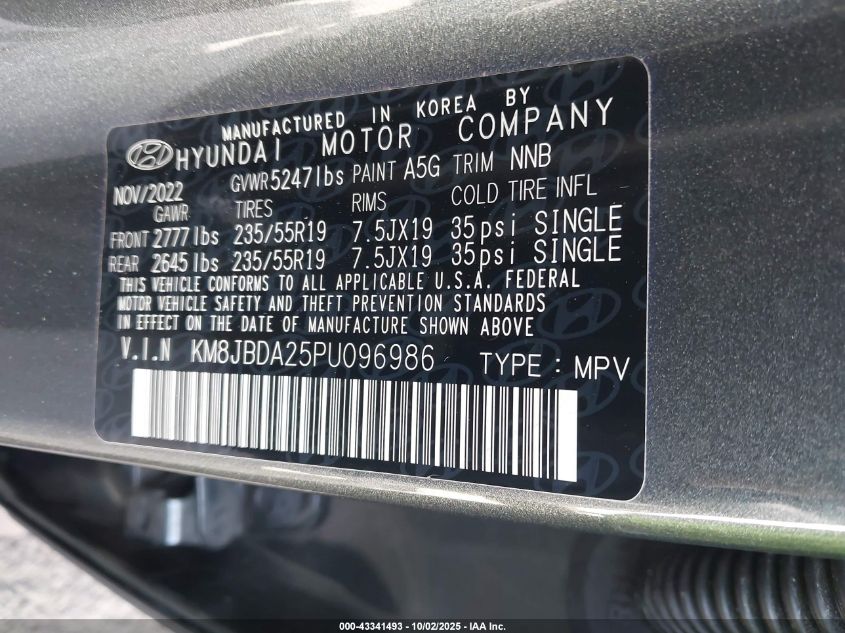 MANUFACTURED IN KOREA BY
HYUNDAI MOTOR COMPANY
NOV/2022 GVWR 5247lbs PAINT A5G TRIM NNB
GAWR TIRES RIMS COLD TIRE INFL
FRONT 2777lbs 235/55R19 7.5JX19 35psi SINGLE
REAR 2645lbs 235/55R19 7.5JX19 35psi SINGLE
THIS VEHICLE CONFORMS TO ALL APPLICABLE U.S.A. FEDERAL
MOTOR VEHICLE SAFETY AND THEFT PREVENTION STANDARDS
IN EFFECT ON THE DATE OF MANUFACTURE SHOWN ABOVE
V.I.N KM8JBDA25PU096986 TYPE: MPV
000-43341493 - 10/02/2025 - IAA Inc.